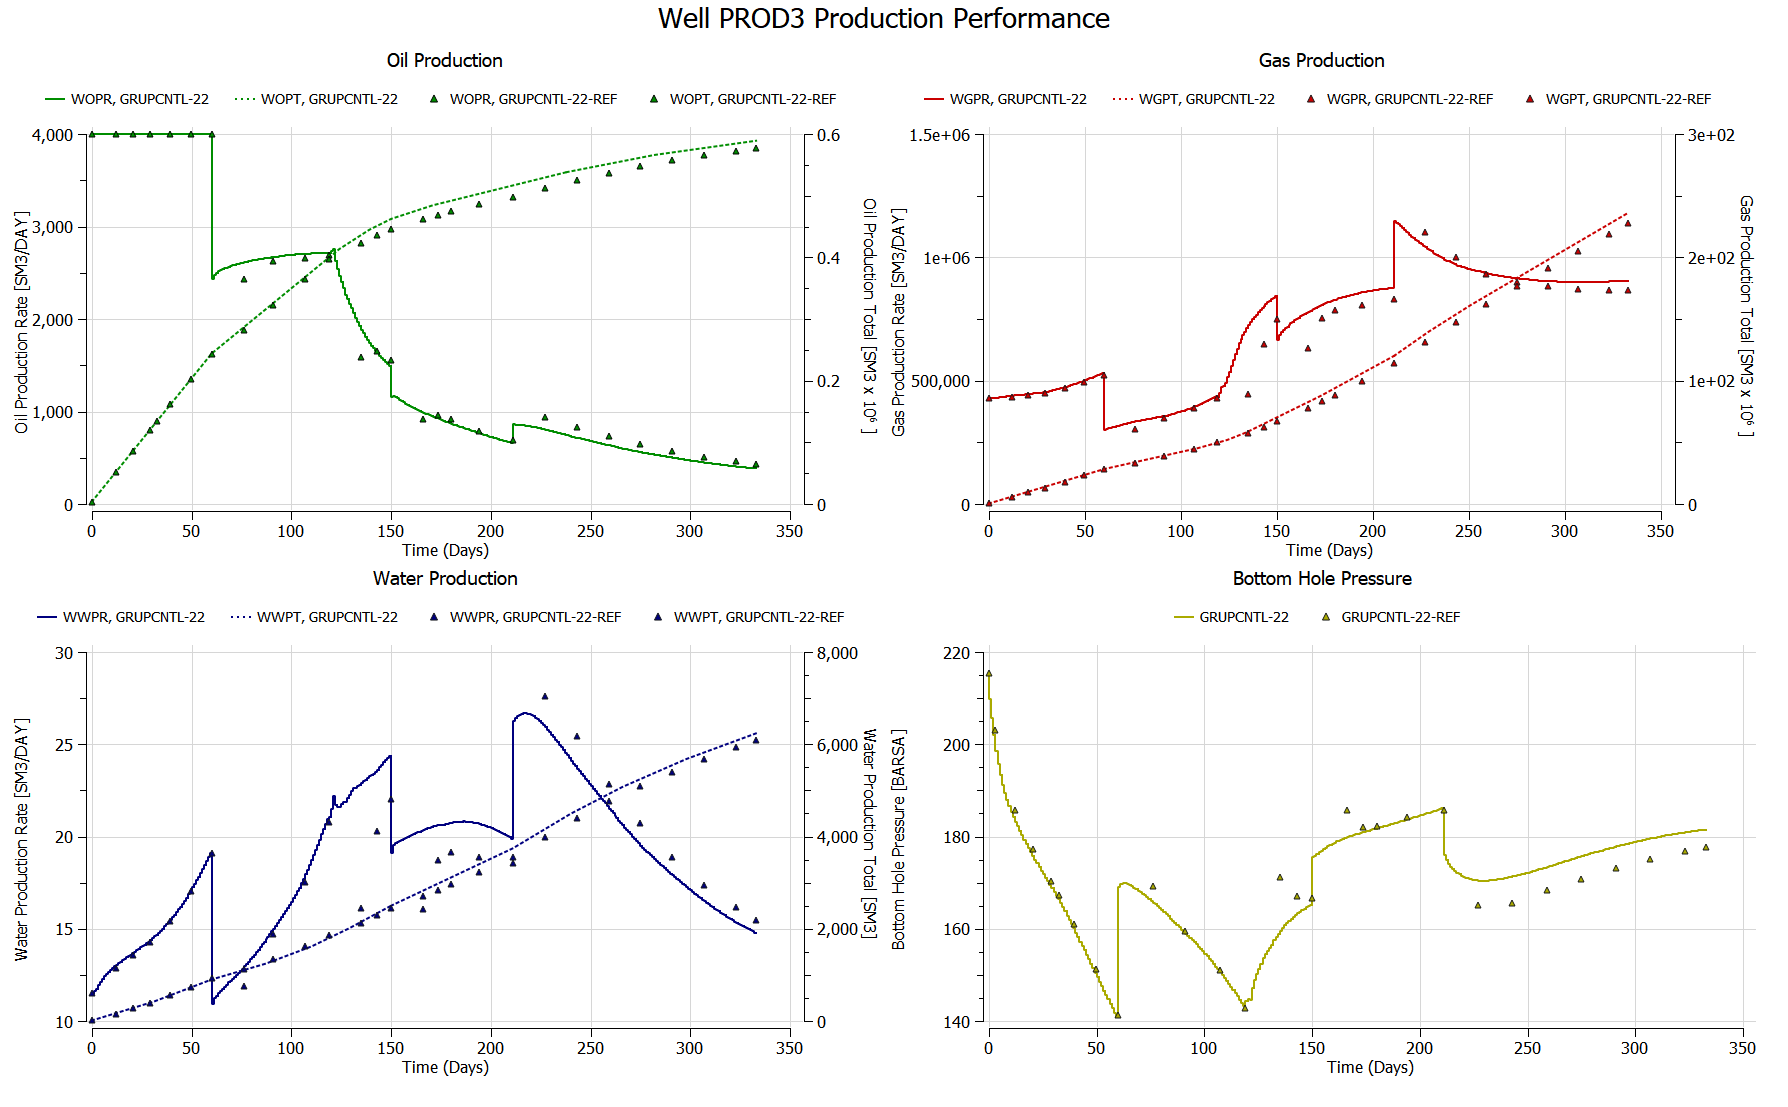 Well PROD3 Production Performance
Oil Production
WOPR, GRUPCNTL-22 WOPT, GRUPCNTL-22 WOPR, GRUPCNTL-22-REF WOPT, GRUPCNTL-22-REF
4,000
3,000
2,000
1,000
0
Oil Production Rate [SM3/DAY]
0.6
0.4
0.2
0
Oil Production Total [SM3 x 10⁶ ]
0 50 100 150 200 250 300 350
Time (Days)
Gas Production
WGPR, GRUPCNTL-22 WGPT, GRUPCNTL-22 WGPR, GRUPCNTL-22-REF WGPT, GRUPCNTL-22-REF
1.5e+06
1e+06
500,000
0
Gas Production Rate [SM3/DAY]
3e+02
2e+02
1e+02
0
Gas Production Total [SM3 x 10⁶ ]
0 50 100 150 200 250 300 350
Time (Days)
Water Production
WWPR, GRUPCNTL-22 WWPT, GRUPCNTL-22 WWPR, GRUPCNTL-22-REF WWPT, GRUPCNTL-22-REF
30
25
20
15
10
Water Production Rate [SM3/DAY]
8,000
6,000
4,000
2,000
0
Water Production Total [SM3]
0 50 100 150 200 250 300 350
Time (Days)
Bottom Hole Pressure
GRUPCNTL-22 GRUPCNTL-22-REF
220
200
180
160
140
Bottom Hole Pressure [BARSA]
0 50 100 150 200 250 300 350
Time (Days)